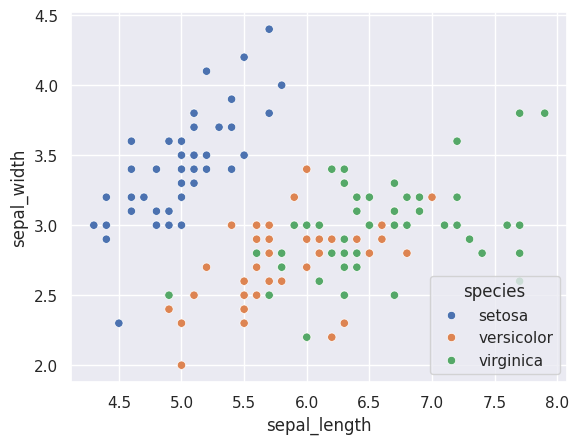 4.5
4.0
3.5
3.0
2.5
2.0
sepal_width
species
setosa
versicolor
virginica
4.5 5.0 5.5 6.0 6.5 7.0 7.5 8.0
sepal_length